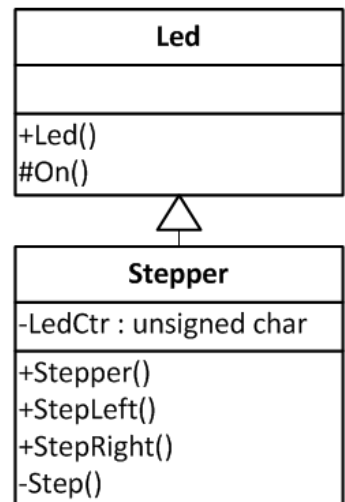 Led
+Led()
#On()
Stepper
-LedCtr : unsigned char
+Stepper()
+StepLeft()
+StepRight()
-Step()